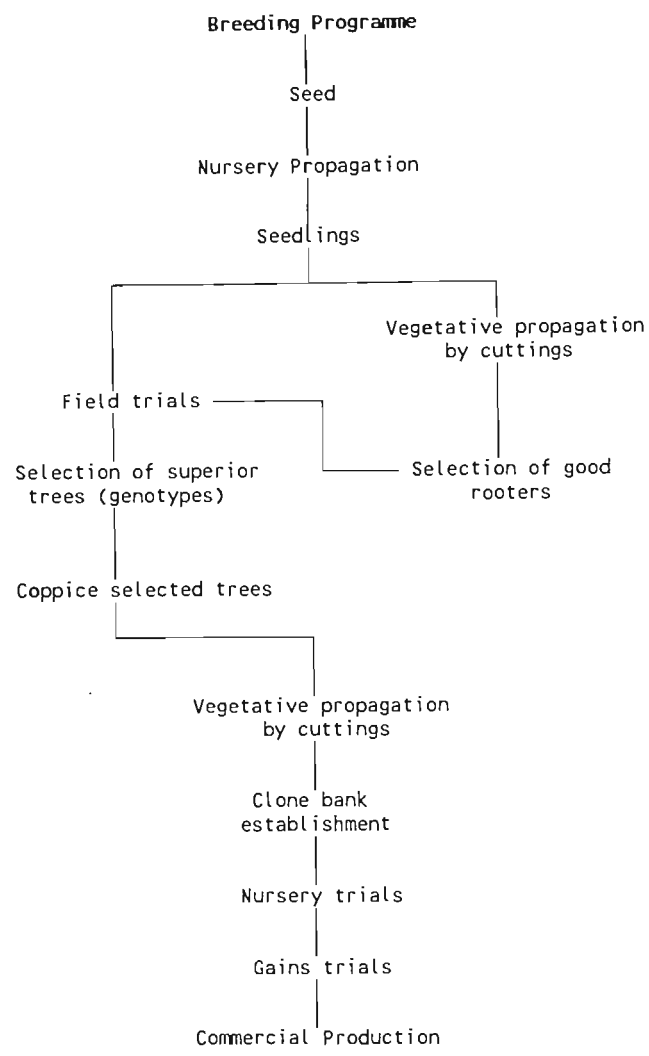 Breeding Programme
Seed
Nursery Propagation
Seedlings
Vegetative propagation
by cuttings
Field trials
Selection of superior
trees (genotypes)
Selection of good
rooters
Coppice selected trees
Vegetative propagation
by cuttings
Clone bank
establishment
Nursery trials
Gains trials
Commercial Production